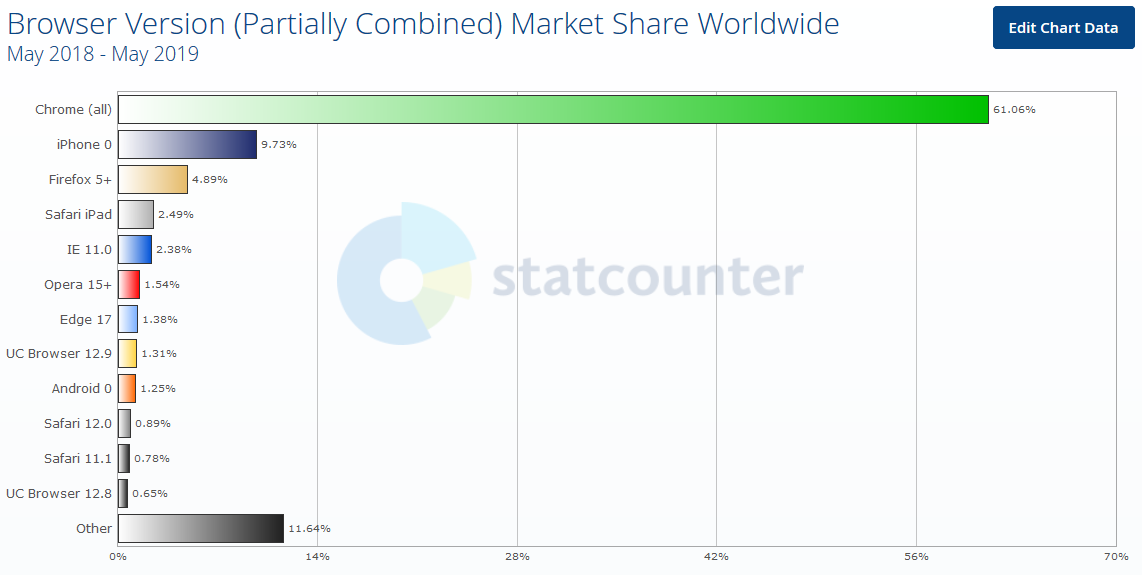 Browser Version (Partially Combined) Market Share Worldwide
May 2018 - May 2019
Edit Chart Data
Chrome (all) 61.06%
iPhone 0 9.73%
Firefox 5+ 4.89%
Safari iPad 2.49%
IE 11.0 2.38%
Opera 15+ 1.54%
Edge 17 1.38%
UC Browser 12.9 1.31%
Android 0 1.25%
Safari 12.0 0.89%
Safari 11.1 0.78%
UC Browser 12.8 0.65%
Other 11.64%
statcounter
0% 14% 28% 42% 56% 70%